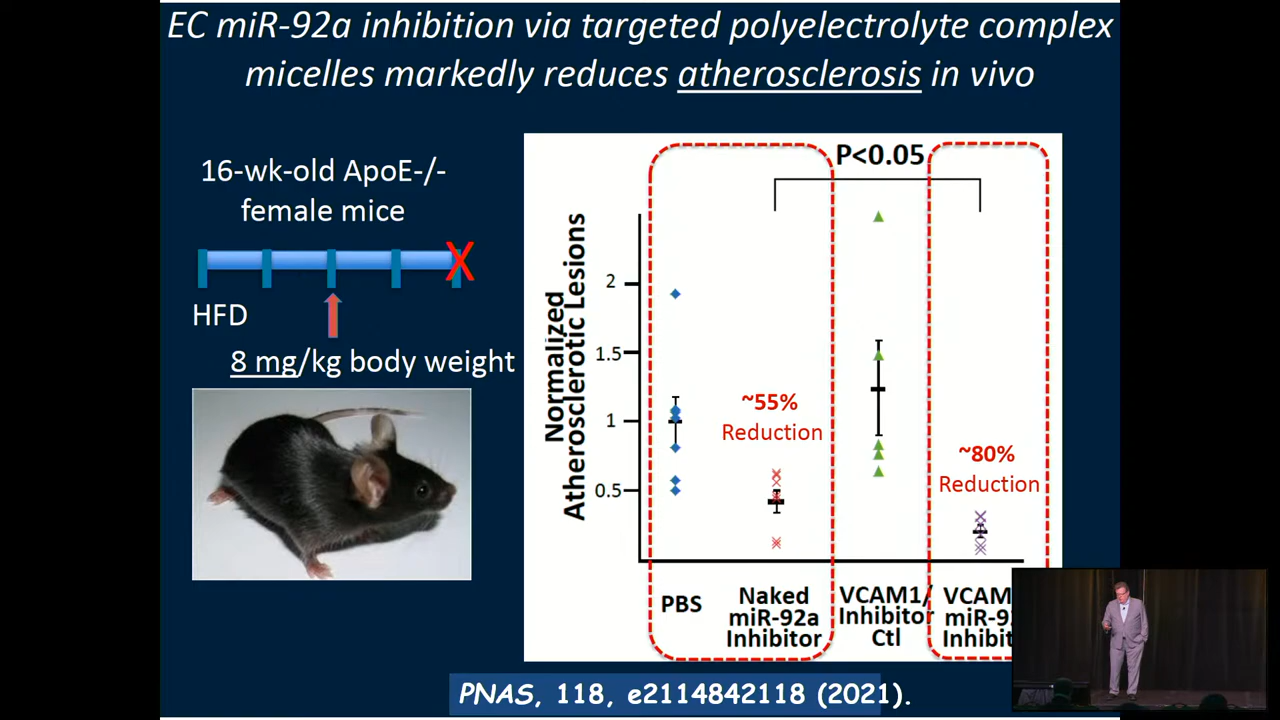 EC miR-92a inhibition via targeted polyelectrolyte complex
micelles markedly reduces atherosclerosis in vivo
16-wk-old ApoE-/-
female mice
HFD
8 mg/kg body weight
P<0.05
Normalized
Atherosclerotic Lesions
2
1.5
1
0.5
~55%
Reduction
~80%
Reduction
PBS
Naked
miR-92a
Inhibitor
VCAM1/
Inhibitor
Ctl
VCAM
miR-9
Inhibit
PNAS, 118, e2114842118 (2021).